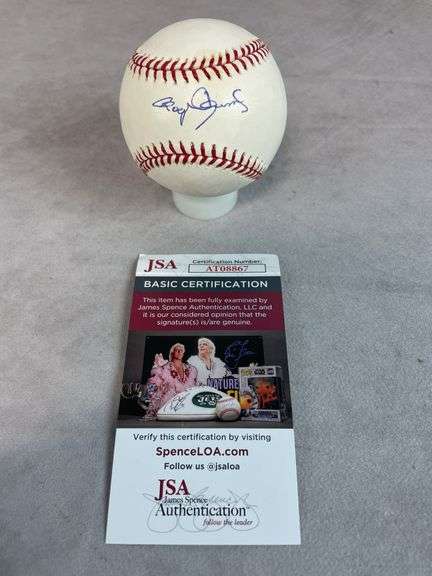 Roger Clemens
JSA
Certification Number:
AT08867
BASIC CERTIFICATION
This item has been fully examined by
James Spence Authentication, LLC and
it is our considered opinion that the
signature(s) is/are genuine.
Verify this certification by visiting
SpenceLOA.com
Follow us @jsaloa
JSA
James Spence
Authentication
follow the leader